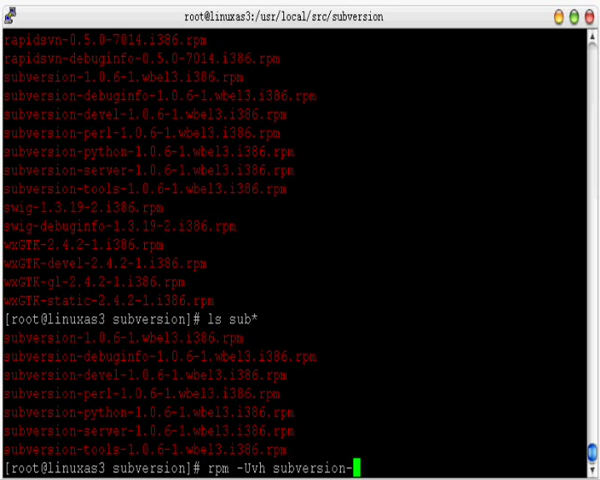 root@linuxas3:/usr/local/src/subversion
rapidsvn-0.5.0-7014.i386.rpm
rapidsvn-debuginfo-0.5.0-7014.i386.rpm
subversion-1.0.6-1.wbel3.i386.rpm
subversion-debuginfo-1.0.6-1.wbel3.i386.rpm
subversion-devel-1.0.6-1.wbel3.i386.rpm
subversion-perl-1.0.6-1.wbel3.i386.rpm
subversion-python-1.0.6-1.wbel3.i386.rpm
subversion-server-1.0.6-1.wbel3.i386.rpm
subversion-tools-1.0.6-1.wbel3.i386.rpm
swig-1.3.19-2.i386.rpm
swig-debuginfo-1.3.19-2.i386.rpm
wxGTK-2.4.2-1.i386.rpm
wxGTK-devel-2.4.2-1.i386.rpm
wxGTK-gl-2.4.2-1.i386.rpm
wxGTK-static-2.4.2-1.i386.rpm
[root@linuxas3 subversion]# ls sub*
subversion-1.0.6-1.wbel3.i386.rpm
subversion-debuginfo-1.0.6-1.wbel3.i386.rpm
subversion-devel-1.0.6-1.wbel3.i386.rpm
subversion-perl-1.0.6-1.wbel3.i386.rpm
subversion-python-1.0.6-1.wbel3.i386.rpm
subversion-server-1.0.6-1.wbel3.i386.rpm
subversion-tools-1.0.6-1.wbel3.i386.rpm
[root@linuxas3 subversion]# rpm -Uvh subversion-